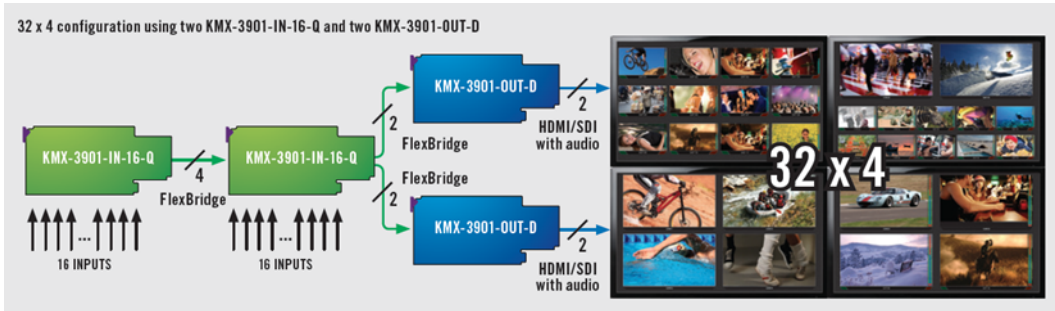 32 x 4 configuration using two KMX-3901-IN-16-Q and two KMX-3901-OUT-D
KMX-3901-OUT-D
2
HDMI/SDI
with audio
2
FlexBridge
KMX-3901-IN-16-Q
4
FlexBridge
KMX-3901-IN-16-Q
FlexBridge
2
KMX-3901-OUT-D
2
HDMI/SDI
with audio
...
16 INPUTS
...
16 INPUTS
32 x 4